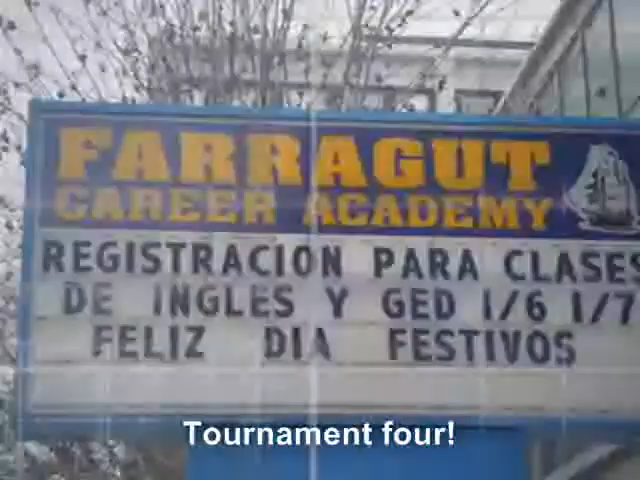 FARRAGUT
CAREER ACADEMY
REGISTRACION PARA CLASES
DE INGLES Y GED 1/6 1/7
FELIZ DIA FESTIVOS
Tournament four!